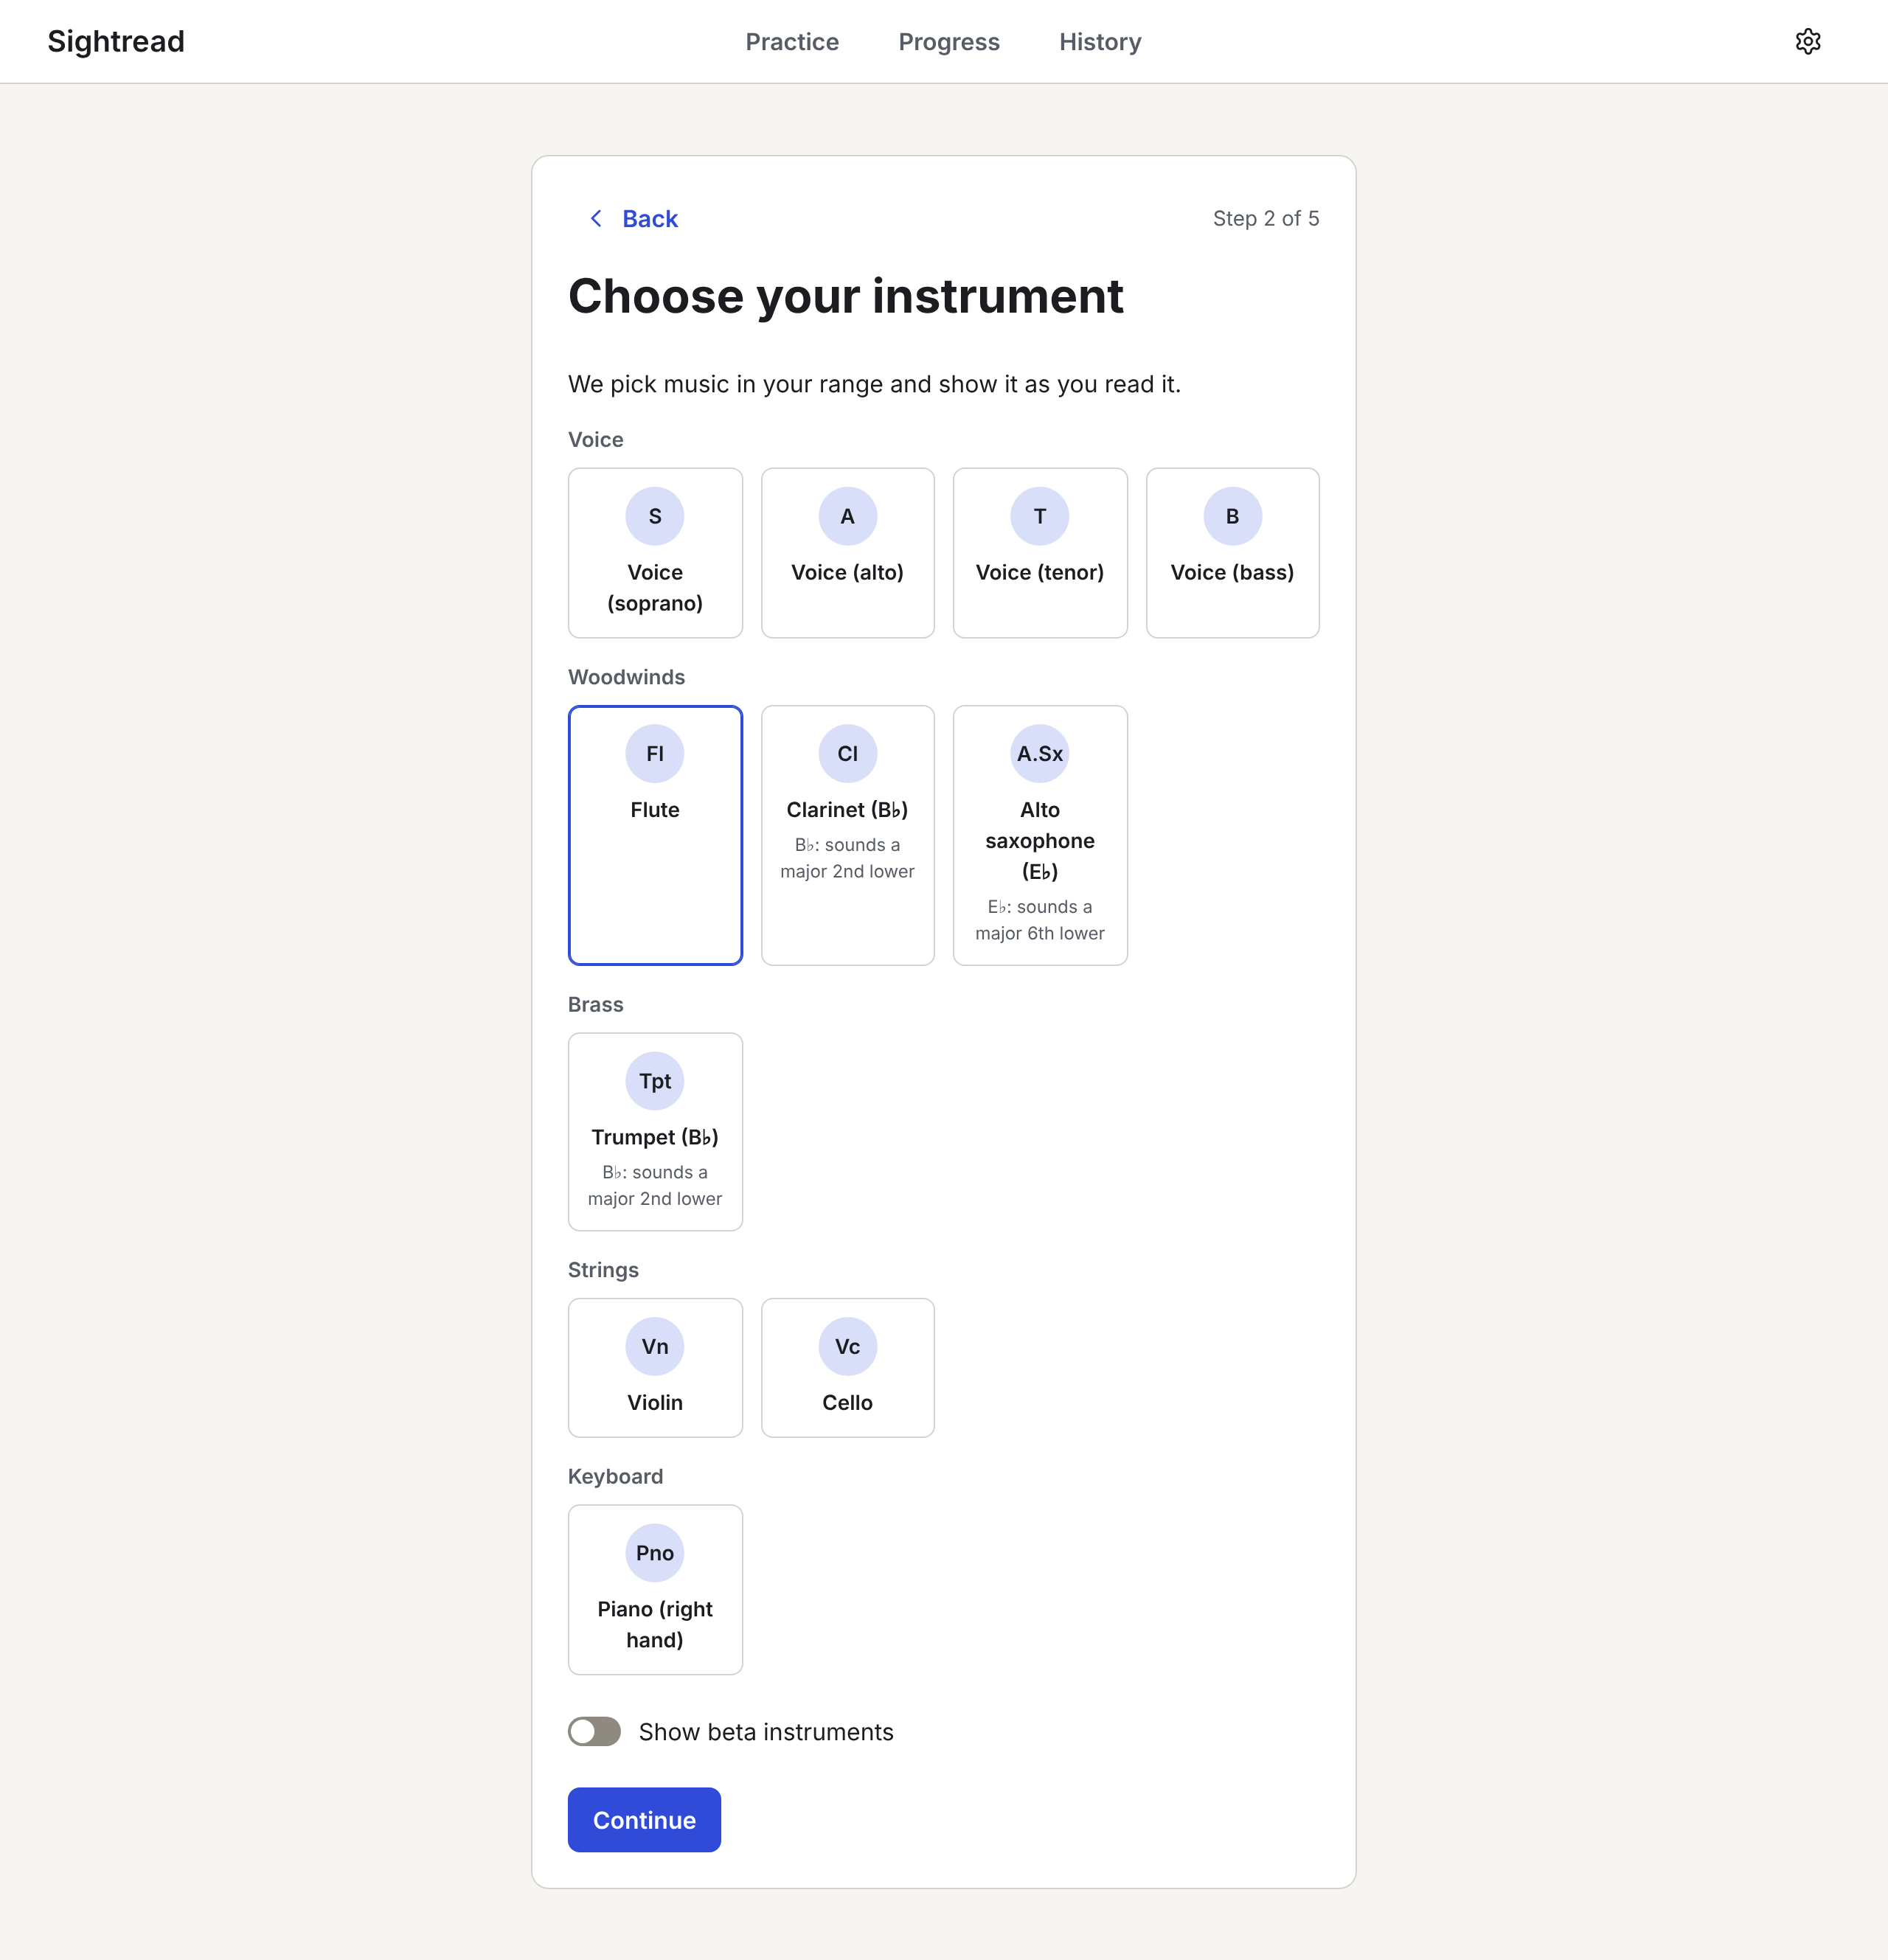 Sightread
Practice
Progress
History
Back
Step 2 of 5
Choose your instrument
We pick music in your range and show it as you read it.
Voice
S
Voice
(soprano)
A
Voice (alto)
T
Voice (tenor)
B
Voice (bass)
Woodwinds
Fl
Flute
Cl
Clarinet (B♭)
B♭: sounds a
major 2nd lower
A.Sx
Alto
saxophone
(E♭)
E♭: sounds a
major 6th lower
Brass
Tpt
Trumpet (B♭)
B♭: sounds a
major 2nd lower
Strings
Vn
Violin
Vc
Cello
Keyboard
Pno
Piano (right
hand)
Show beta instruments
Continue